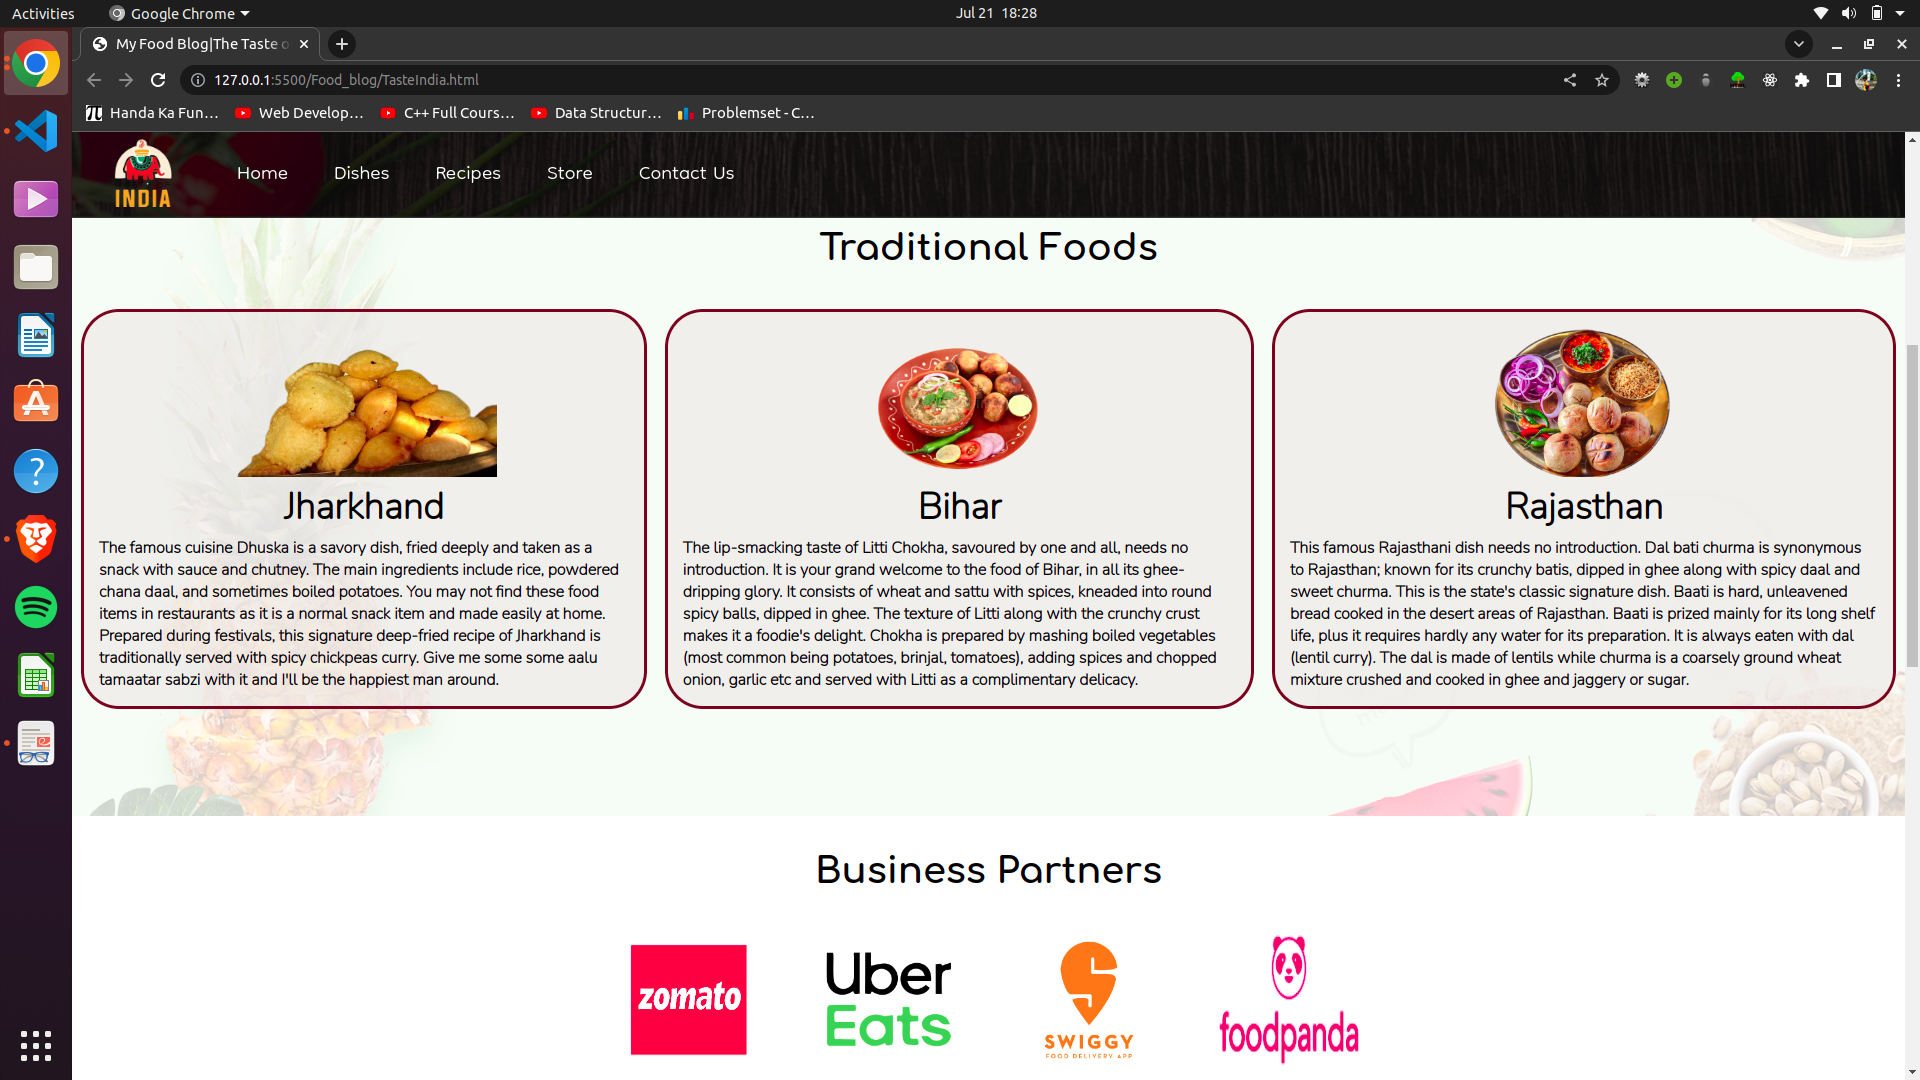 Activities
Google Chrome
Jul 21 18:28
My Food Blog|The Taste o
127.0.0.1:5500/Food_blog/TasteIndia.html
Handa Ka Fun...
Web Develop...
C++ Full Cours...
Data Structur...
Problemset - C...
INDIA
Home
Dishes
Recipes
Store
Contact Us
Traditional Foods
Jharkhand
The famous cuisine Dhuska is a savory dish, fried deeply and taken as a
snack with sauce and chutney. The main ingredients include rice, powdered
chana daal, and sometimes boiled potatoes. You may not find these food
items in restaurants as it is a normal snack item and made easily at home.
Prepared during festivals, this signature deep-fried recipe of Jharkhand is
traditionally served with spicy chickpeas curry. Give me some some aalu
tamaatar sabzi with it and I'll be the happiest man around.
Bihar
The lip-smacking taste of Litti Chokha, savoured by one and all, needs no
introduction. It is your grand welcome to the food of Bihar, in all its ghee-
dripping glory. It consists of wheat and sattu with spices, kneaded into round
spicy balls, dipped in ghee. The texture of Litti along with the crunchy crust
makes it a foodie's delight. Chokha is prepared by mashing boiled vegetables
(most common being potatoes, brinjal, tomatoes), adding spices and chopped
onion, garlic etc and served with Litti as a complimentary delicacy.
Rajasthan
This famous Rajasthani dish needs no introduction. Dal bati churma is synonymous
to Rajasthan; known for its crunchy batis, dipped in ghee along with spicy daal and
sweet churma. This is the state's classic signature dish. Baati is hard, unleavened
bread cooked in the desert areas of Rajasthan. Baati is prized mainly for its long shelf
life, plus it requires hardly any water for its preparation. It is always eaten with dal
(lentil curry). The dal is made of lentils while churma is a coarsely ground wheat
mixture crushed and cooked in ghee and jaggery or sugar.
Business Partners
zomato
Uber
Eats
SWIGGY
FOOD DELIVERY APP
foodpanda